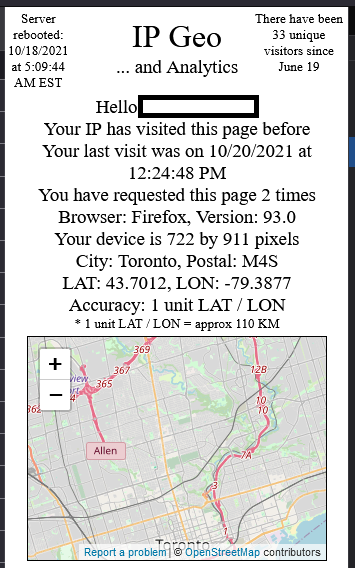 Server
rebooted:
10/18/2021
at 5:09:44
AM EST
IP Geo
... and Analytics
There have been
33 unique
visitors since
June 19
Hello
Your IP has visited this page before
Your last visit was on 10/20/2021 at
12:24:48 PM
You have requested this page 2 times
Browser: Firefox, Version: 93.0
Your device is 722 by 911 pixels
City: Toronto, Postal: M4S
LAT: 43.7012, LON: -79.3877
Accuracy: 1 unit LAT / LON
* 1 unit LAT / LON = approx 110 KM
+
−
369
367
365
12B
10
10
Allen
7A
3
1
Toronto
Report a problem | © OpenStreetMap contributors